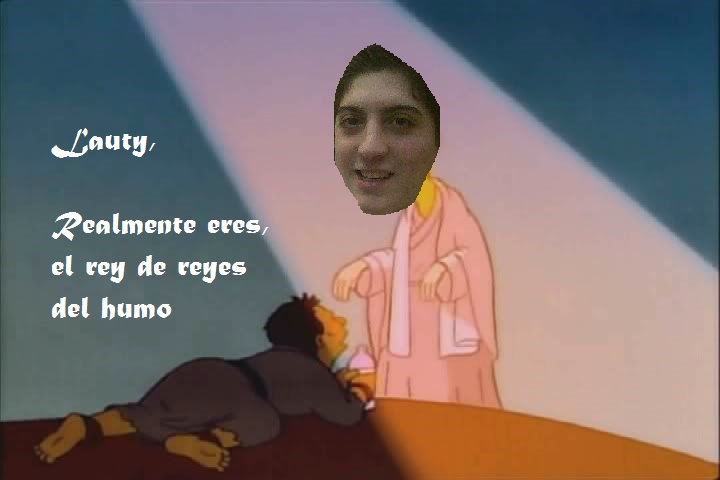 Lauty,
Realmente eres,
el rey de reyes
del humo